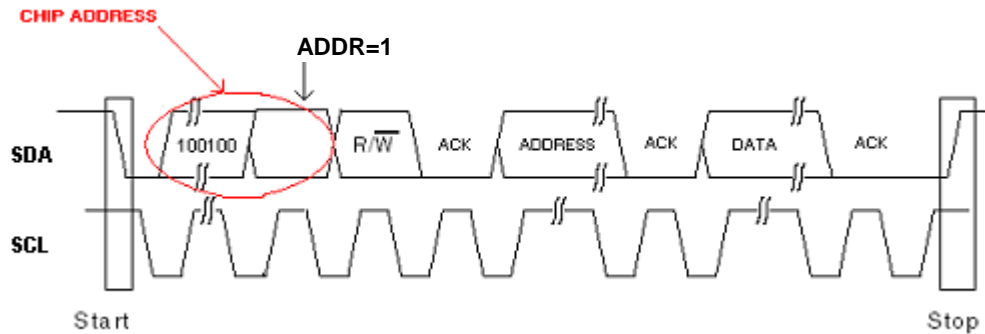 CHIP ADDRESS
ADDR=1
SDA
100100
R/W̅
ACK
ADDRESS
ACK
DATA
ACK
SCL
Start
Stop